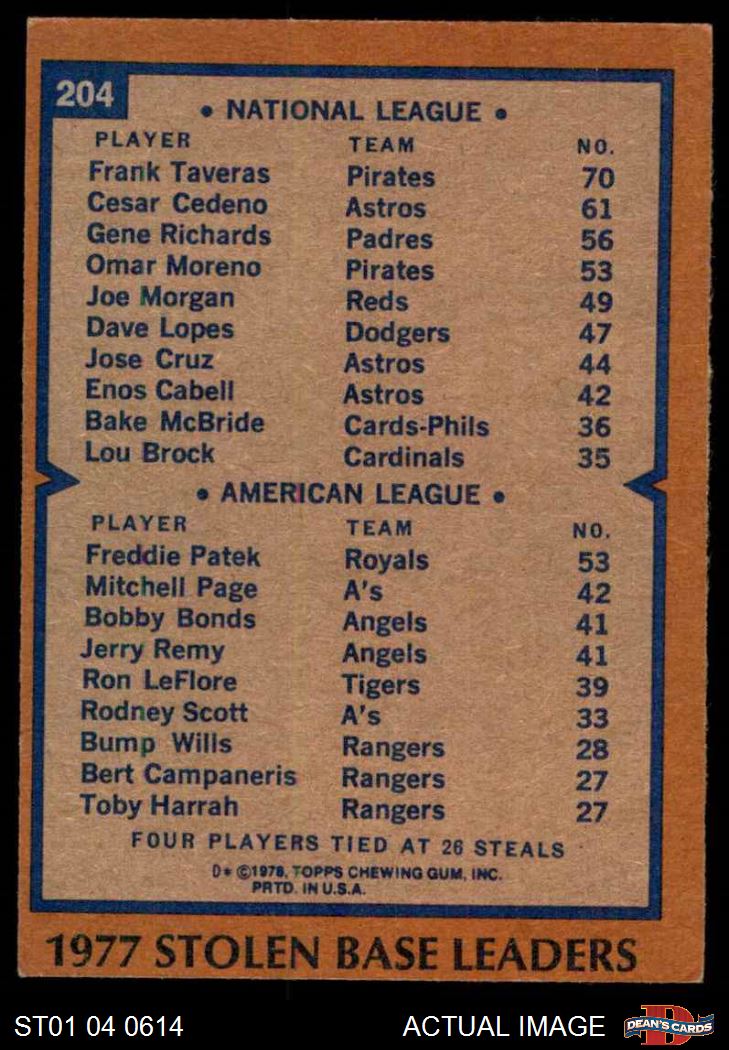 204
• NATIONAL LEAGUE •
PLAYER TEAM NO.
Frank Taveras Pirates 70
Cesar Cedeno Astros 61
Gene Richards Padres 56
Omar Moreno Pirates 53
Joe Morgan Reds 49
Dave Lopes Dodgers 47
Jose Cruz Astros 44
Enos Cabell Astros 42
Bake McBride Cards-Phils 36
Lou Brock Cardinals 35
• AMERICAN LEAGUE •
PLAYER TEAM NO.
Freddie Patek Royals 53
Mitchell Page A's 42
Bobby Bonds Angels 41
Jerry Remy Angels 41
Ron LeFlore Tigers 39
Rodney Scott A's 33
Bump Wills Rangers 28
Bert Campaneris Rangers 27
Toby Harrah Rangers 27
FOUR PLAYERS TIED AT 26 STEALS
D* ©1978, TOPPS CHEWING GUM, INC.
PRTD. IN U.S.A.
1977 STOLEN BASE LEADERS
ST01 04 0614 ACTUAL IMAGE D DEAN'S CARDS